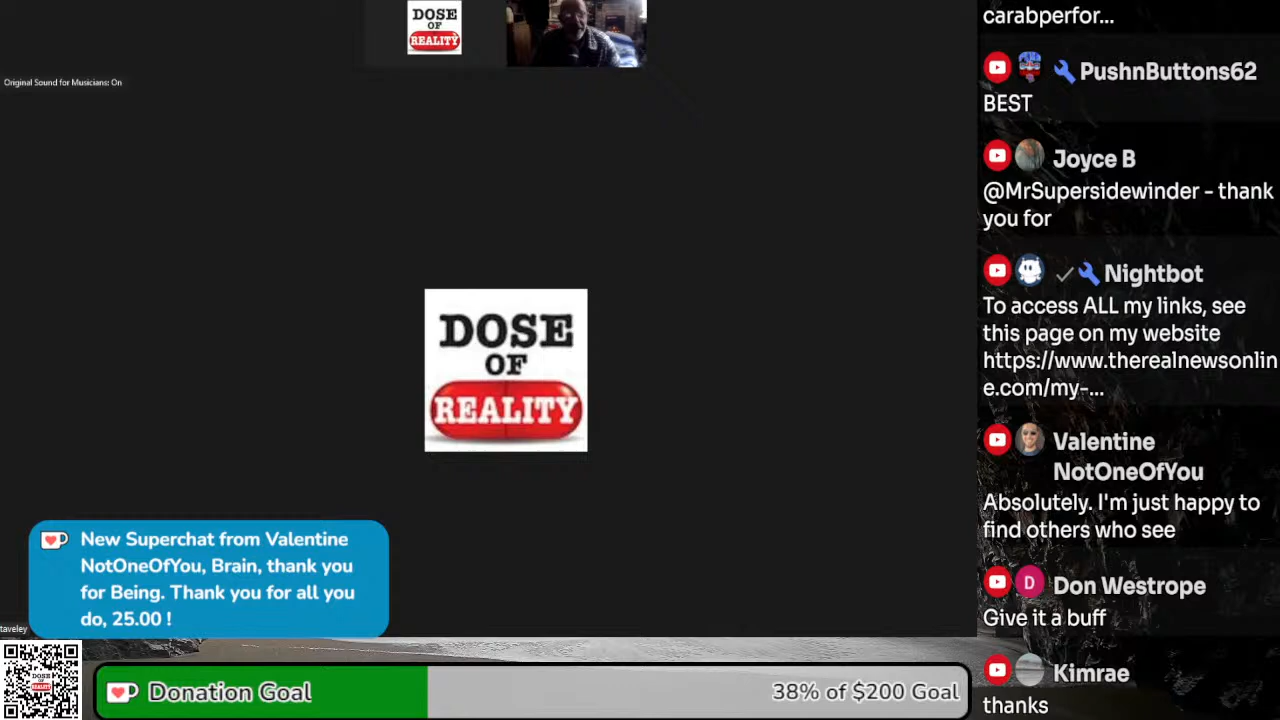 DOSE
OF
REALITY
Original Sound for Musicians: On
DOSE
OF
REALITY
New Superchat from Valentine
NotOneOfYou, Brain, thank you
for Being. Thank you for all you
do, 25.00 !
taveley
Donation Goal
38% of $200 Goal
carabperfor...
PushnButtons62
BEST
Joyce B
@MrSupersidewinder - thank
you for
Nightbot
To access ALL my links, see
this page on my website
https://www.therealnewsonlin
e.com/my-...
Valentine
NotOneOfYou
Absolutely. I'm just happy to
find others who see
D
Don Westrope
Give it a buff
Kimrae
thanks